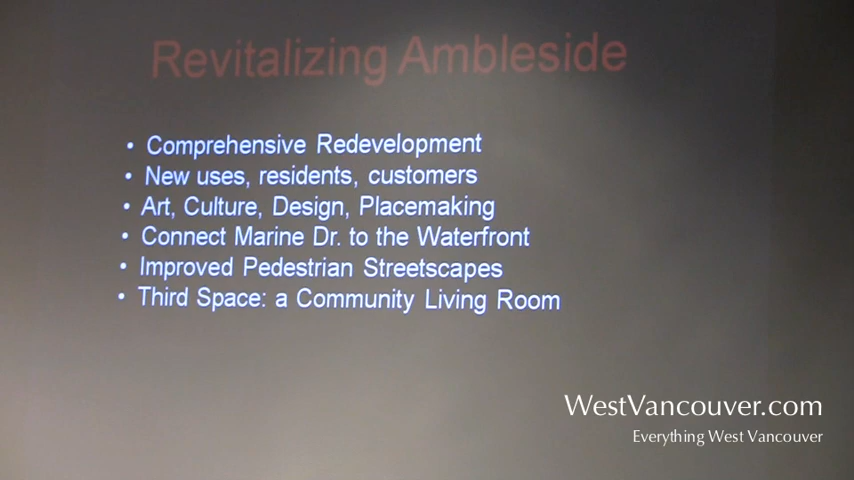 Revitalizing Ambleside
• Comprehensive Redevelopment
• New uses, residents, customers
• Art, Culture, Design, Placemaking
• Connect Marine Dr. to the Waterfront
• Improved Pedestrian Streetscapes
• Third Space: a Community Living Room
WestVancouver.com
Everything West Vancouver